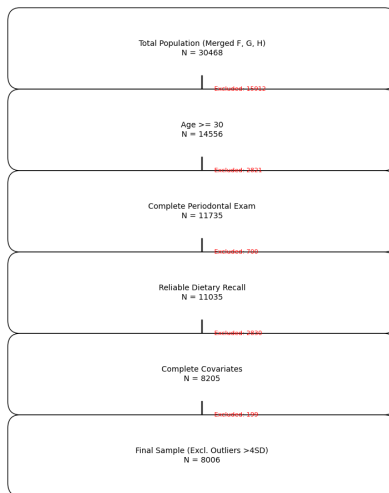 Total Population (Merged F, G, H)
N = 30468
Excluded: 15912
Age >= 30
N = 14556
Excluded: 2821
Complete Periodontal Exam
N = 11735
Excluded: 700
Reliable Dietary Recall
N = 11035
Excluded: 2830
Complete Covariates
N = 8205
Excluded: 199
Final Sample (Excl. Outliers >4SD)
N = 8006